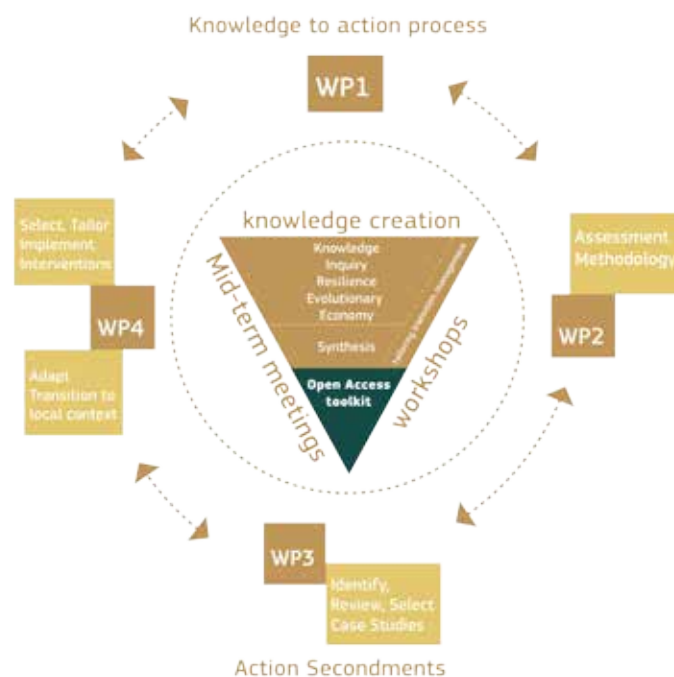 Knowledge to action process
WP1
Select, Tailor
Implement
Interventions
WP4
Adapt
Transition to
local context
knowledge creation
Knowledge
Inquiry
Resilience
Evolutionary
Economy
Synthesis
Open Access
toolkit
Mid-term meetings
workshops
Assessment
Methodology
WP2
WP3
Identify,
Review, Select
Case Studies
Action Secondments